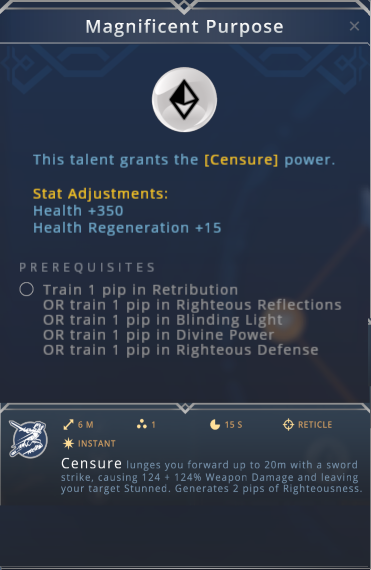 Magnificent Purpose
This talent grants the [Censure] power.
Stat Adjustments:
Health +350
Health Regeneration +15
PREREQUISITES
Train 1 pip in Retribution
OR train 1 pip in Righteous Reflections
OR train 1 pip in Blinding Light
OR train 1 pip in Divine Power
OR train 1 pip in Righteous Defense
6 M 1 15 S RETICLE
INSTANT
Censure lunges you forward up to 20m with a sword
strike, causing 124 + 124% Weapon Damage and leaving
your target Stunned. Generates 2 pips of Righteousness.